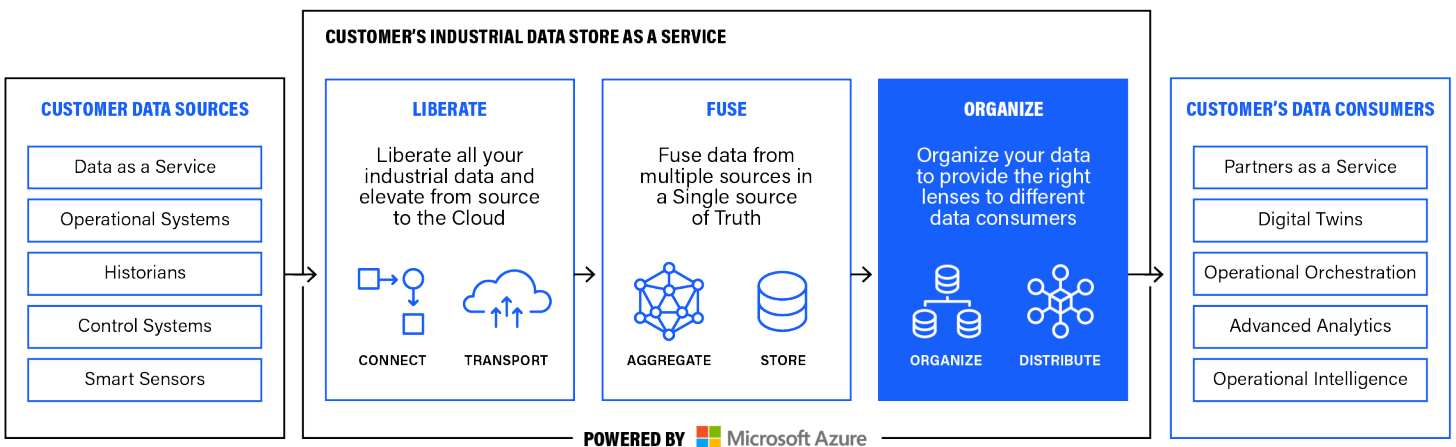 CUSTOMER'S INDUSTRIAL DATA STORE AS A SERVICE
CUSTOMER DATA SOURCES
Data as a Service
Operational Systems
Historians
Control Systems
Smart Sensors
LIBERATE
Liberate all your
industrial data and
elevate from source
to the Cloud
CONNECT
TRANSPORT
FUSE
Fuse data from
multiple sources in
a Single source
of Truth
AGGREGATE
STORE
ORGANIZE
Organize your data
to provide the right
lenses to different
data consumers
ORGANIZE
DISTRIBUTE
CUSTOMER'S DATA CONSUMERS
Partners as a Service
Digital Twins
Operational Orchestration
Advanced Analytics
Operational Intelligence
POWERED BY Microsoft Azure